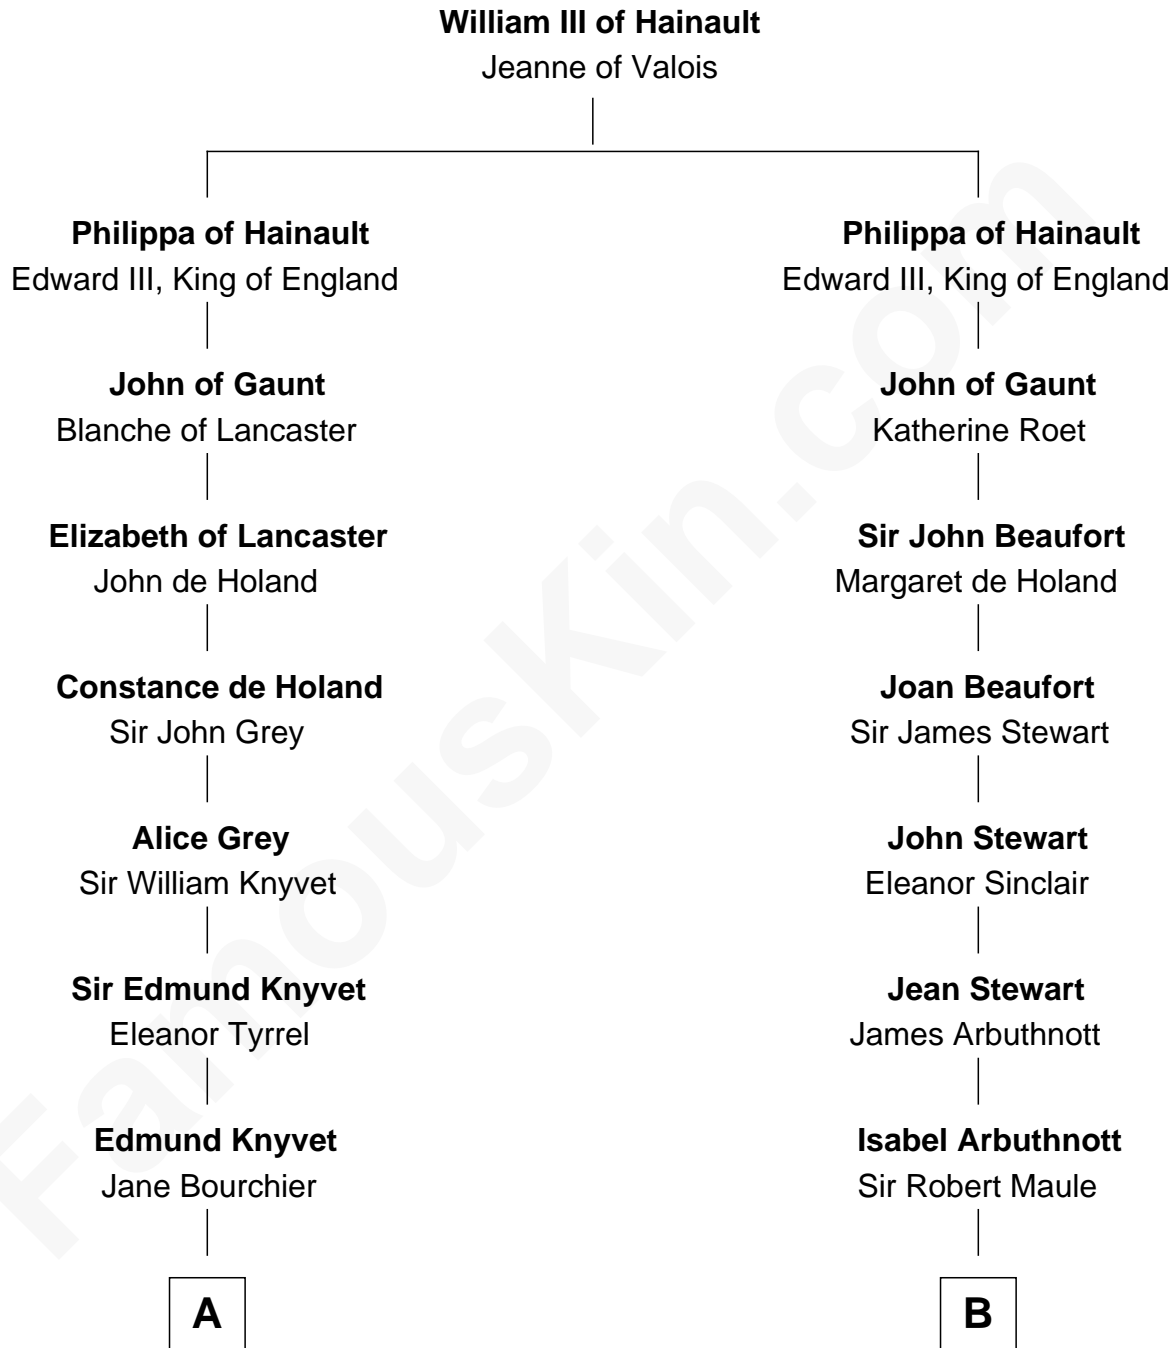 William III of Hainault
Jeanne of Valois
Philippa of Hainault
Edward III, King of England
John of Gaunt
Blanche of Lancaster
Elizabeth of Lancaster
John de Holand
Constance de Holand
Sir John Grey
Alice Grey
Sir William Knyvet
Sir Edmund Knyvet
Eleanor Tyrrel
Edmund Knyvet
Jane Bourchier
A
Philippa of Hainault
Edward III, King of England
John of Gaunt
Katherine Roet
Sir John Beaufort
Margaret de Holand
Joan Beaufort
Sir James Stewart
John Stewart
Eleanor Sinclair
Jean Stewart
James Arbuthnott
Isabel Arbuthnott
Sir Robert Maule
B
FamousKin.com